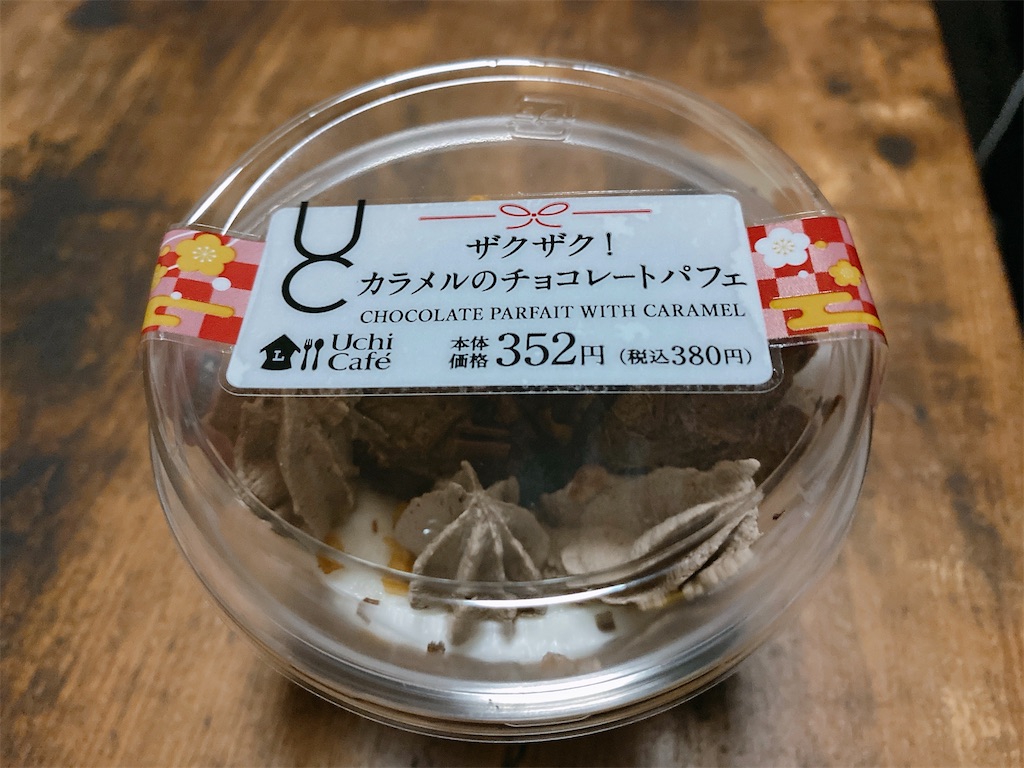 UC
ザクザク!
カラメルのチョコレートパフェ
CHOCOLATE PARFAIT WITH CARAMEL
L
Uchi
Café
本体価格 352円 (税込380円)